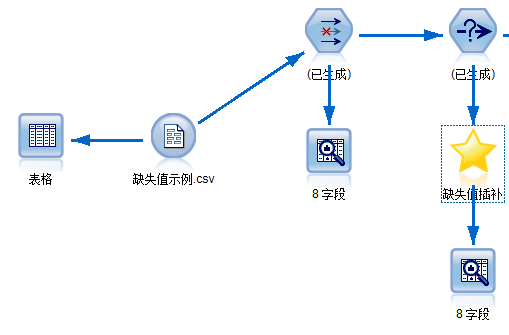 (已生成)
(已生成)
表格
缺失值示例.csv
8 字段
缺失值插补
8 字段